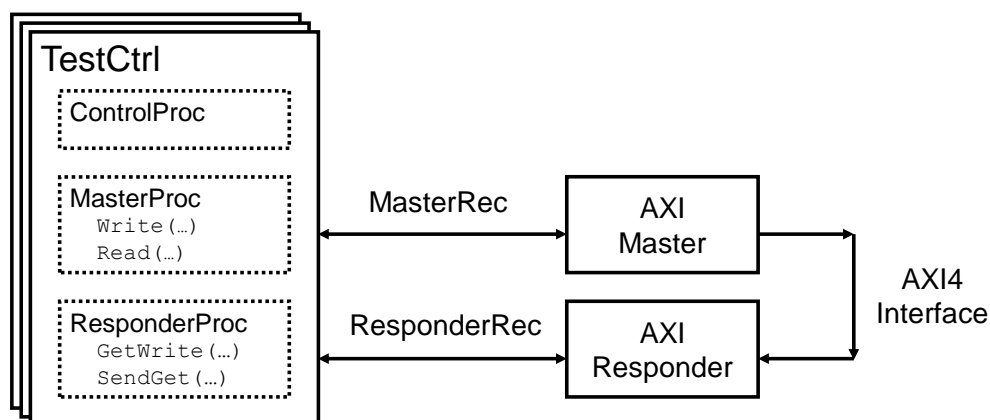 TestCtrl
ControlProc
MasterProc
Write(…)
Read(…)
ResponderProc
GetWrite(…)
SendGet(…)
MasterRec
ResponderRec
AXI
Master
AXI
Responder
AXI4
Interface